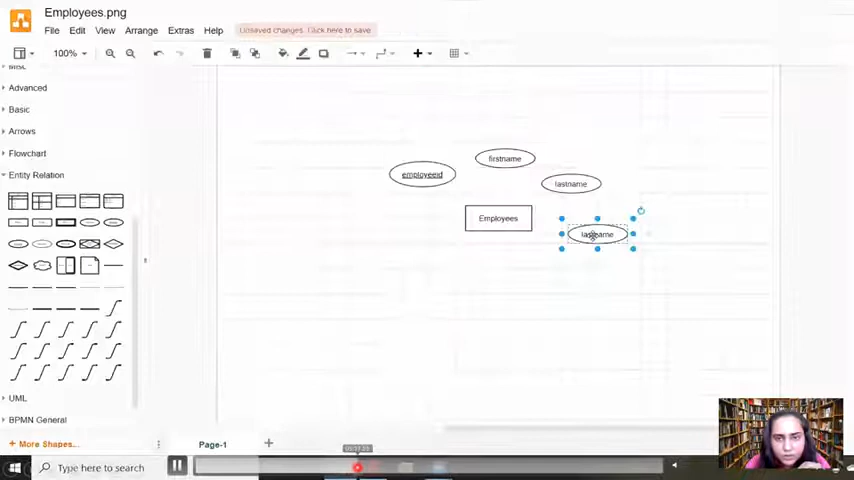 Employees.png
File Edit View Arrange Extras Help Unsaved changes. Click here to save
100%
Misc
Advanced
Basic
Arrows
Flowchart
Entity Relation
firstname
employeeid
lastname
Employees
lastname
UML
BPMN General
+ More Shapes...
Page-1
Type here to search